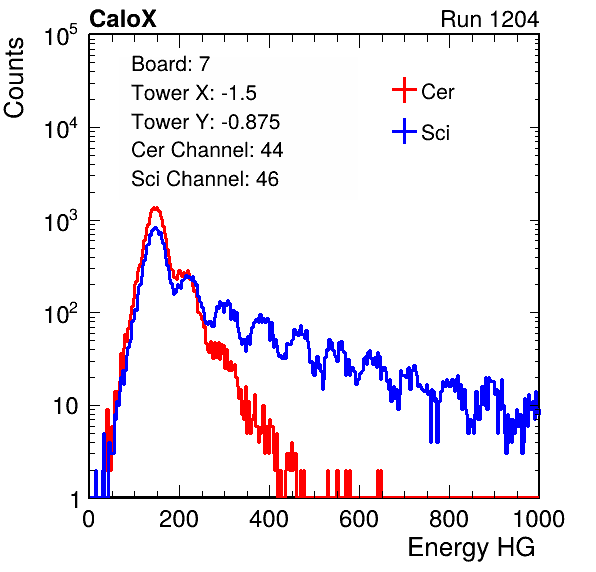 CaloX Run 1204
Counts
10^5
10^4
10^3
10^2
10
1
Board: 7
Tower X: -1.5
Tower Y: -0.875
Cer Channel: 44
Sci Channel: 46
Cer
Sci
0 200 400 600 800 1000
Energy HG